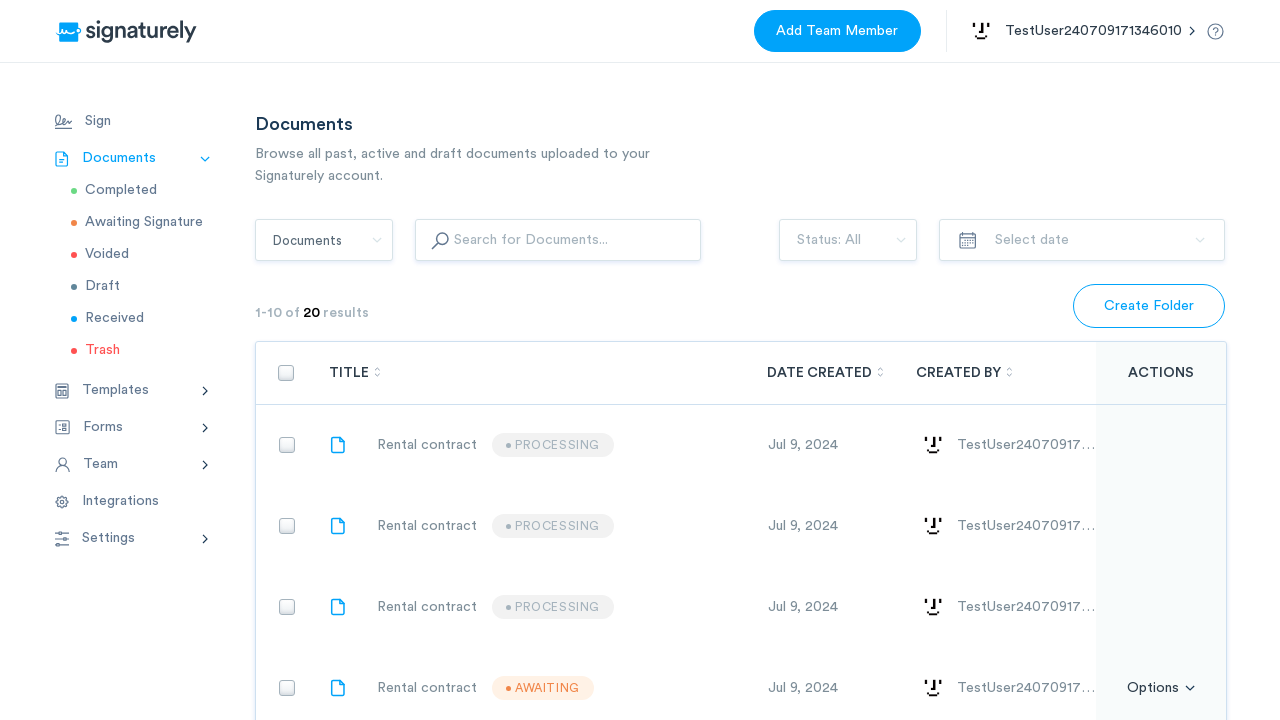 signaturely
Add Team Member
TestUser240709171346010
Sign
Documents
Completed
Awaiting Signature
Voided
Draft
Received
Trash
Templates
Forms
Team
Integrations
Settings
Documents
Browse all past, active and draft documents uploaded to your
Signaturely account.
Documents
Search for Documents...
Status: All
Select date
1-10 of 20 results
Create Folder
TITLE DATE CREATED CREATED BY ACTIONS
Rental contract PROCESSING Jul 9, 2024 TestUser24070917...
Rental contract PROCESSING Jul 9, 2024 TestUser24070917...
Rental contract PROCESSING Jul 9, 2024 TestUser24070917...
Rental contract AWAITING Jul 9, 2024 TestUser24070917... Options